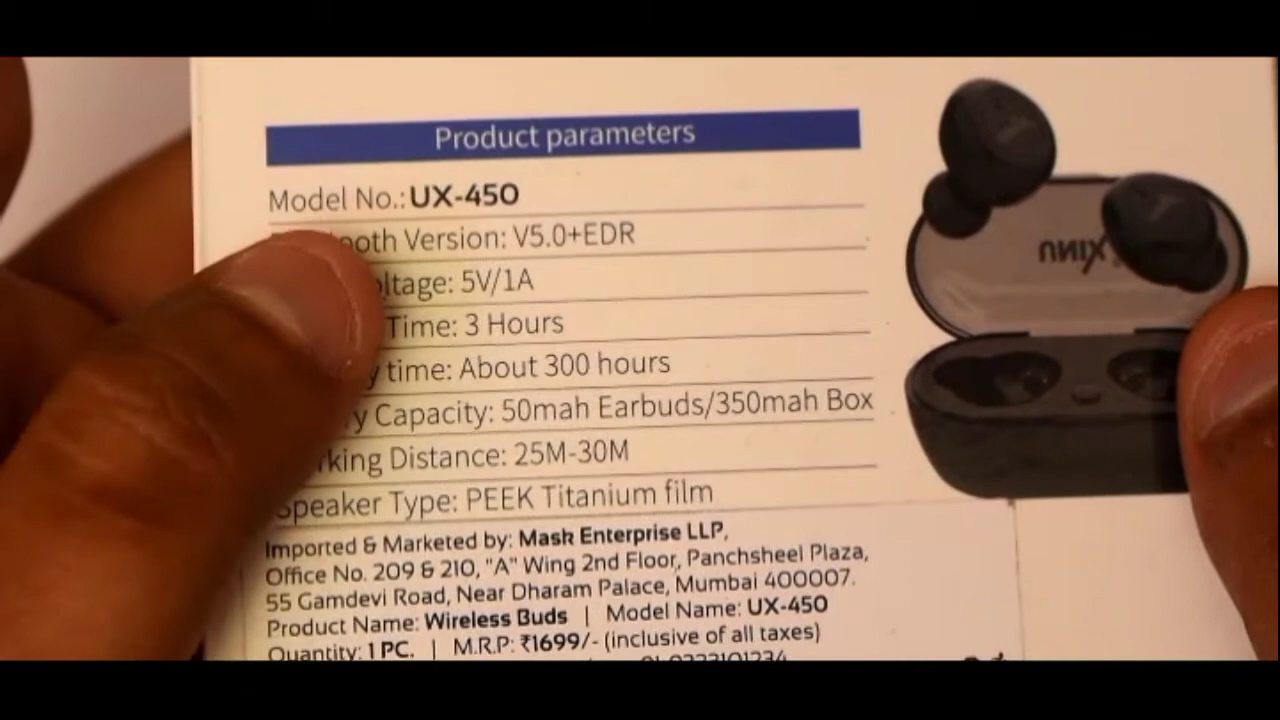 Product parameters
Model No.: UX-450
Version: V5.0+EDR
5V/1A
Time: 3 Hours
time: About 300 hours
Capacity: 50mah Earbuds/350mah Box
Distance: 25M-30M
Speaker Type: PEEK Titanium film
Imported & Marketed by: Mask Enterprise LLP,
Office No. 209 & 210, "A" Wing 2nd Floor, Panchsheel Plaza,
55 Gamdevi Road, Near Dharam Palace, Mumbai 400007.
Product Name: Wireless Buds | Model Name: UX-450
Quantity: 1 PC. | M.R.P: ₹1699/- (inclusive of all taxes)
UNIX